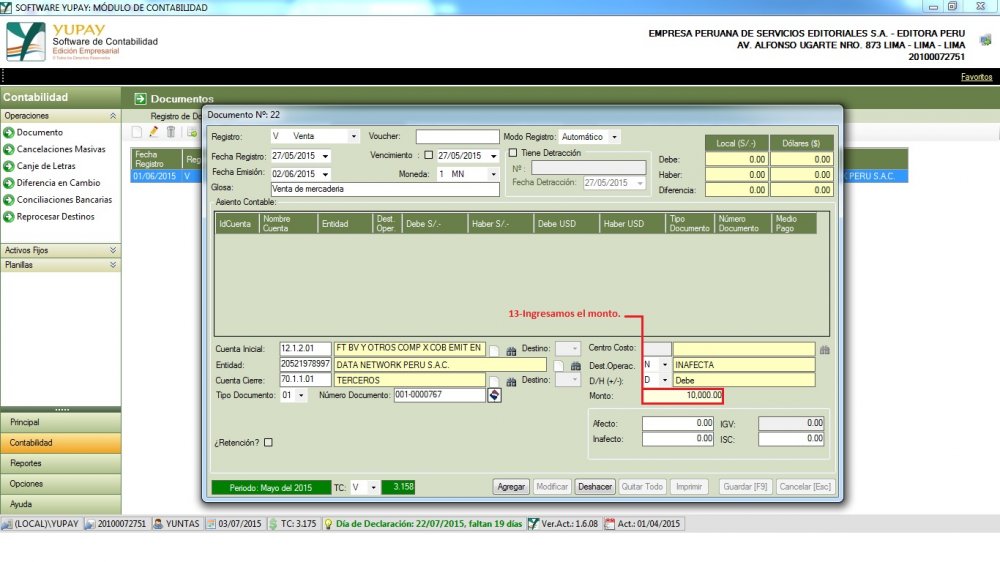 SOFTWARE YUPAY: MÓDULO DE CONTABILIDAD
YUPAY
Software de Contabilidad
Edición Empresarial
© Todos los Derechos Reservados
EMPRESA PERUANA DE SERVICIOS EDITORIALES S.A. - EDITORA PERU
AV. ALFONSO UGARTE NRO. 873 LIMA - LIMA - LIMA
20100072751
Favoritos
Contabilidad
Operaciones
Documento
Cancelaciones Masivas
Canje de Letras
Diferencia en Cambio
Conciliaciones Bancarias
Reprocesar Destinos
Activos Fijos
Planillas
Principal
Contabilidad
Reportes
Opciones
Ayuda
Documentos
Registro de Do
Fecha Registro
Reg
01/06/2015 V
PERU S.A.C.
Documento Nº: 22
Registro: V Venta Voucher: Modo Registro: Automático
Fecha Registro: 27/05/2015 Vencimiento : 27/05/2015 Tiene Detracción
Nº :
Fecha Emisión: 02/06/2015 Moneda: 1 MN Fecha Detracción: 27/05/2015
Glosa: Venta de mercaderia
Local (S/.-) Dólares ($)
Debe: 0.00 0.00
Haber: 0.00 0.00
Diferencia: 0.00 0.00
Asiento Contable:
IdCuenta Nombre Cuenta Entidad Dest. Oper. Debe S/.- Haber S/.- Debe USD Haber USD Tipo Documento Número Documento Medio Pago
13-Ingresamos el monto.
Cuenta Inicial: 12.1.2.01 FT BV Y OTROS COMP X COB EMIT EN Destino: Centro Costo:
Entidad: 20521978997 DATA NETWORK PERU S.A.C. Dest.Operac. N INAFECTA
Cuenta Cierre: 70.1.1.01 TERCEROS Destino: D/H (+/-): D Debe
Tipo Documento: 01 Número Documento: 001-0000767 Monto: 10,000.00
Afecto: 0.00 IGV: 0.00
Inafecto: 0.00 ISC: 0.00
¿Retención?
Periodo: Mayo del 2015 TC: V 3.158 Agregar Modificar Deshacer Quitar Todo Imprimir Guardar [F9] Cancelar [Esc]
(LOCAL)\YUPAY 20100072751 YUNTAS 03/07/2015 TC: 3.175 Día de Declaración: 22/07/2015, faltan 19 días Ver.Act.: 1.6.08 Act.: 01/04/2015